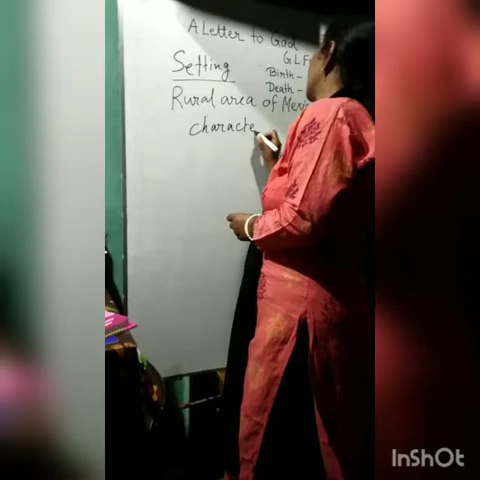 A Letter to God
G L F
Setting
Birth -
Death -
Rural area of Mexi
characte
InShOt